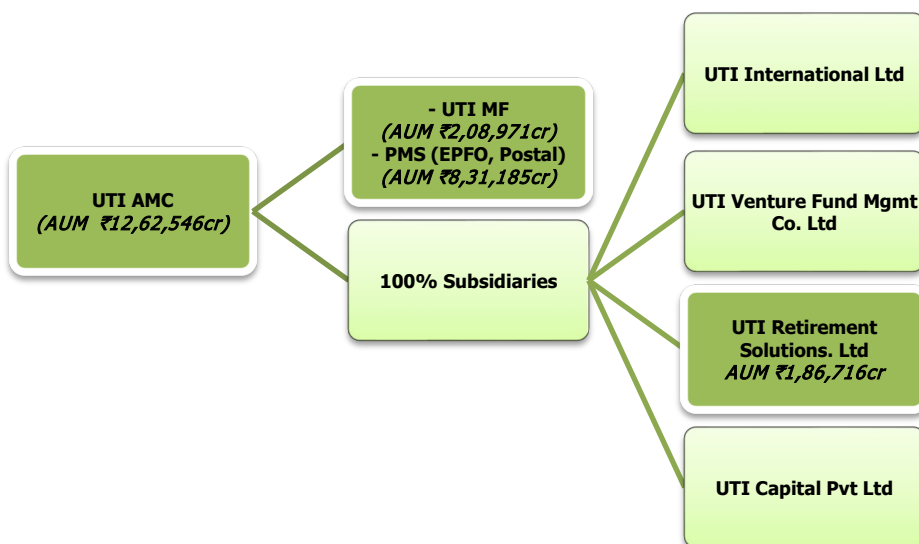 UTI AMC
(AUM ₹12,62,546cr)
- UTI MF
(AUM ₹2,08,971cr)
- PMS (EPFO, Postal)
(AUM ₹8,31,185cr)
100% Subsidiaries
UTI International Ltd
UTI Venture Fund Mgmt
Co. Ltd
UTI Retirement
Solutions. Ltd
AUM ₹1,86,716cr
UTI Capital Pvt Ltd